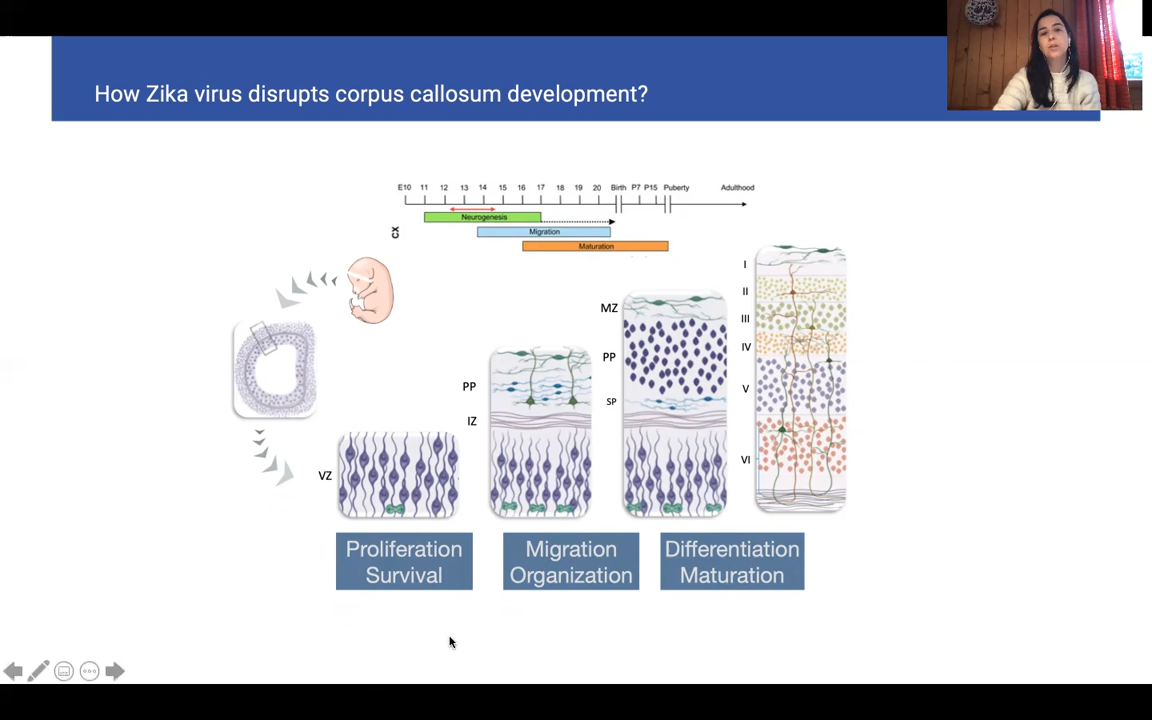 How Zika virus disrupts corpus callosum development?
E10 11 12 13 14 15 16 17 18 19 20 Birth P7 P15 Puberty Adulthood
CX
Neurogenesis
Migration
Maturation
VZ
PP
IZ
MZ
PP
SP
I
II
III
IV
V
VI
Proliferation
Survival
Migration
Organization
Differentiation
Maturation